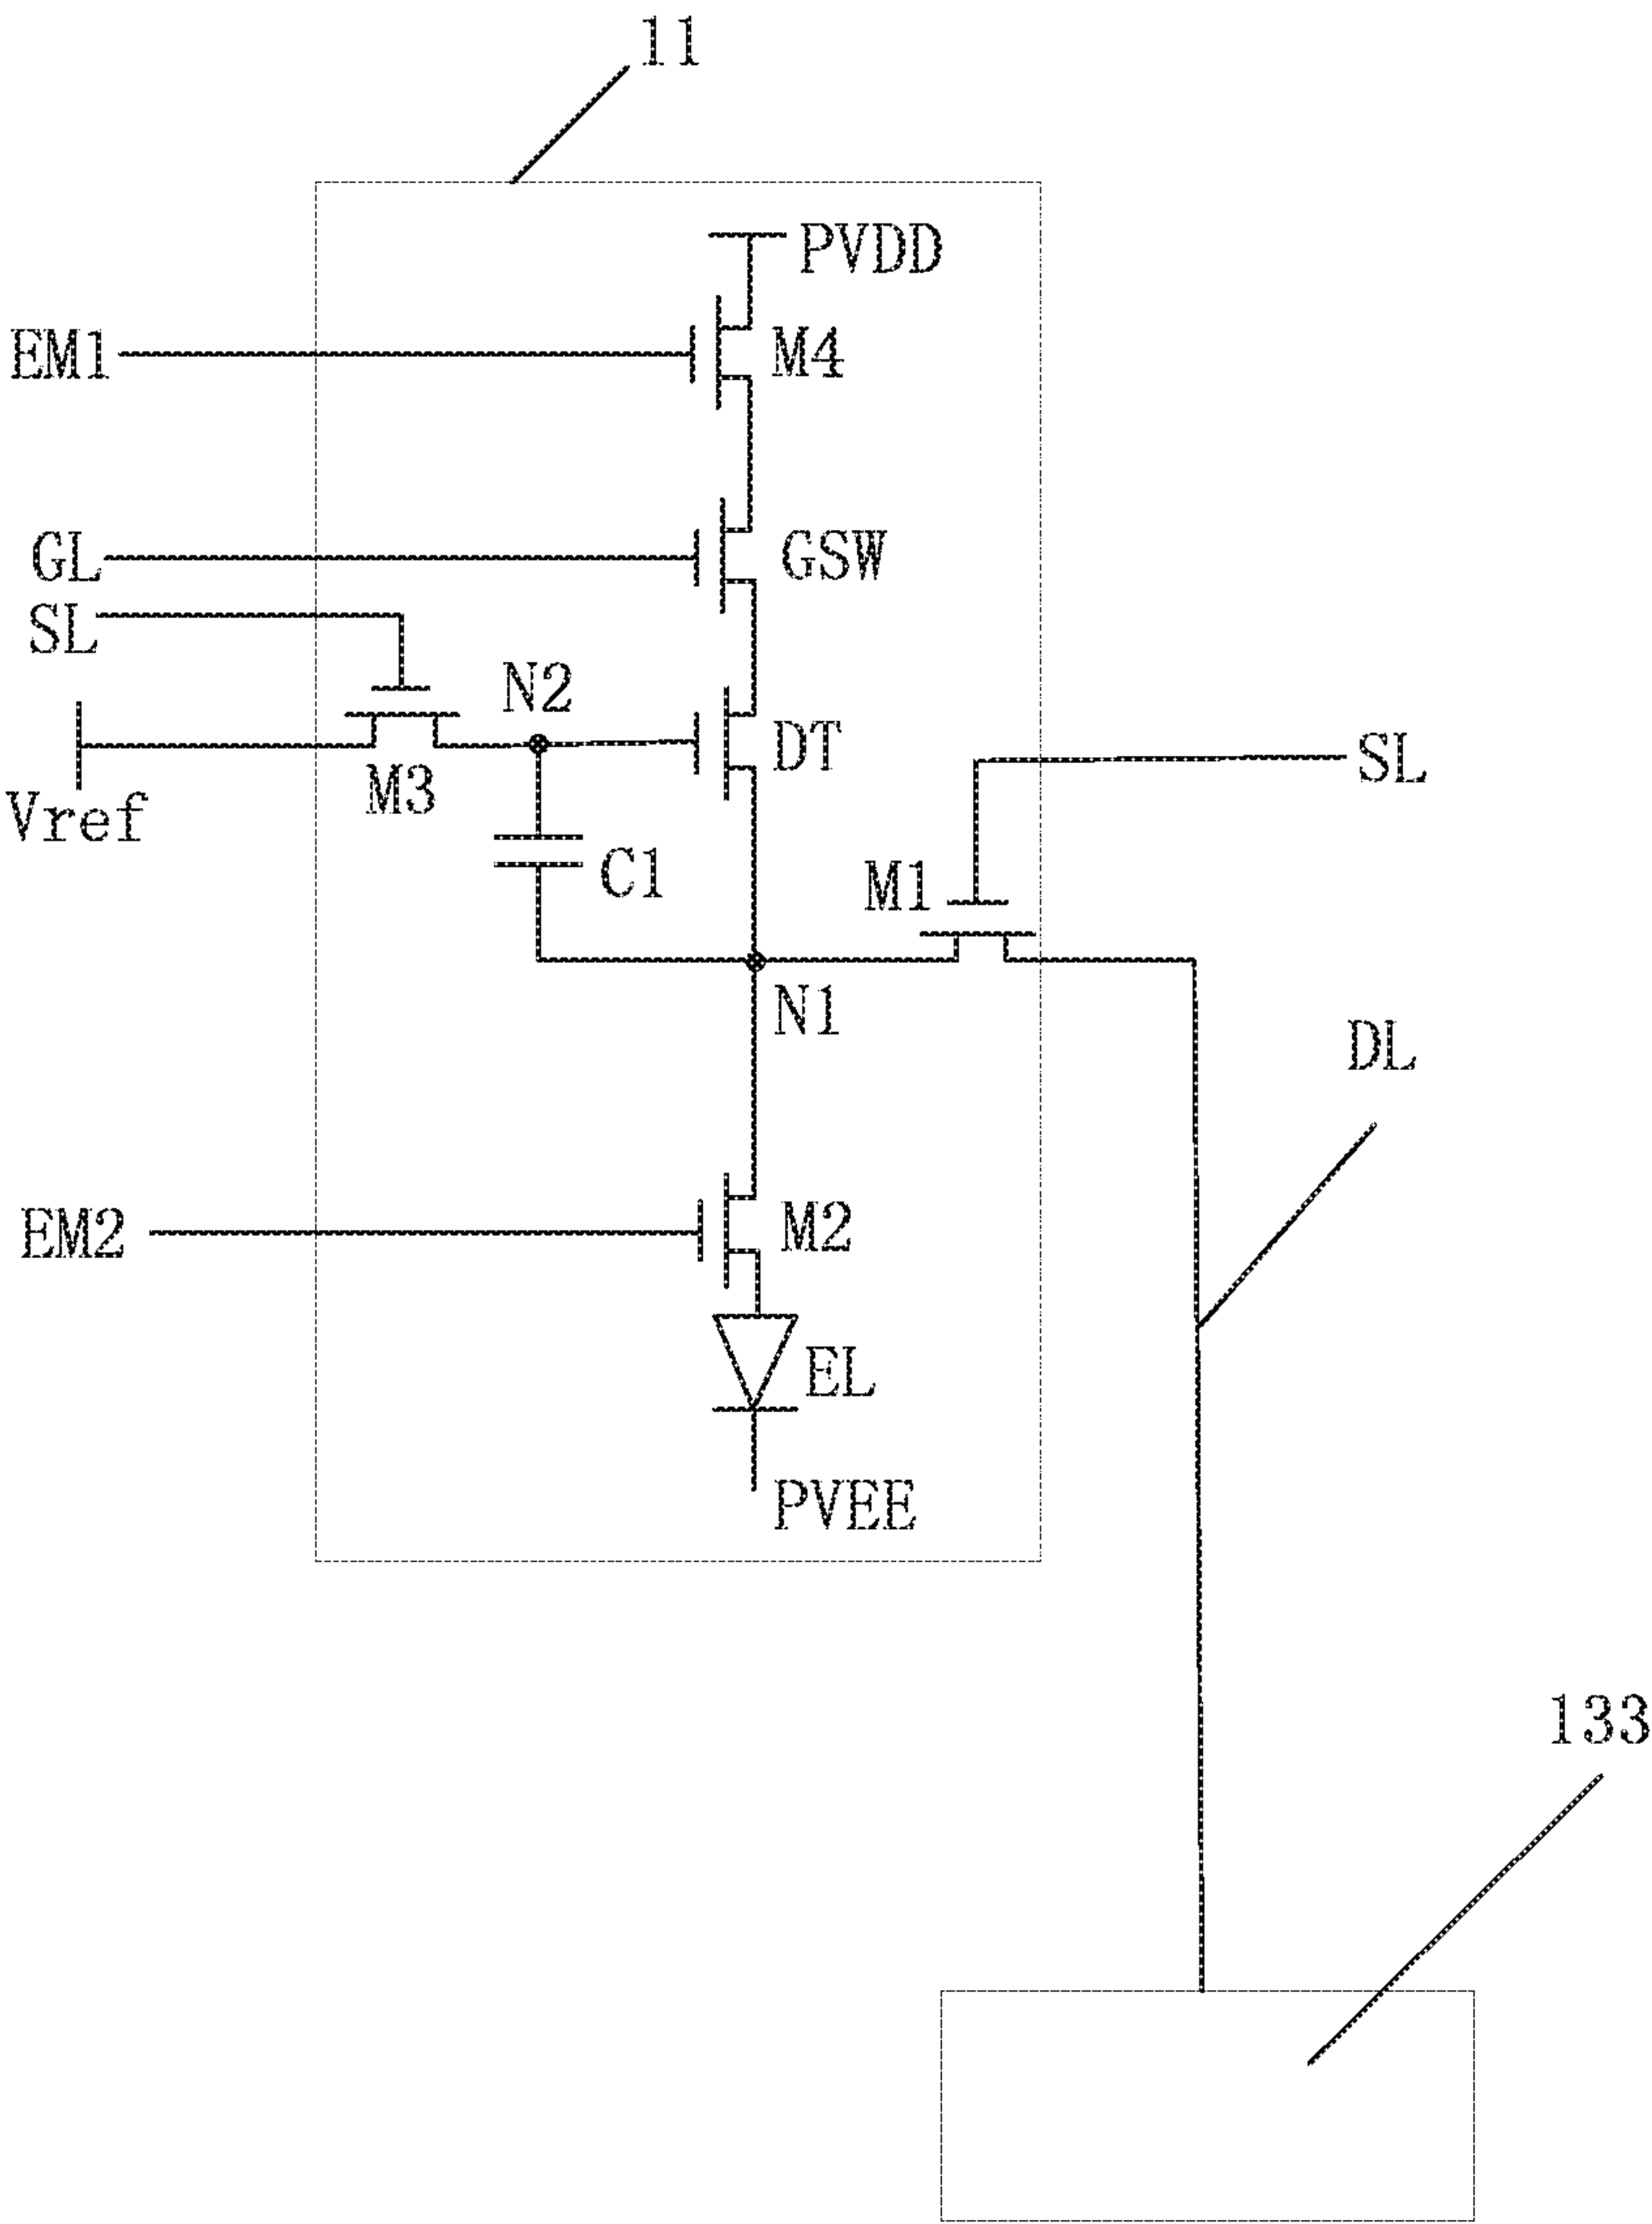 11
PVDD
EM1
M4
GL
GSW
SL
N2
DT
SL
M3
Vref
C1
M1
N1
DL
EM2
M2
EL
PVEE
133